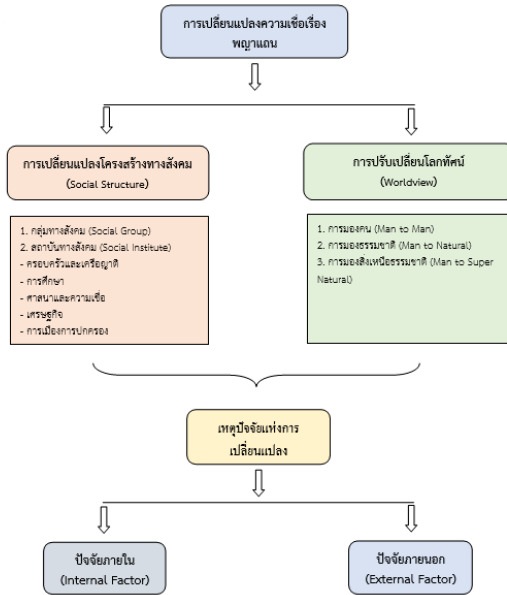 การเปลี่ยนแปลงความเชื่อเรื่อง
พญาแถน
การเปลี่ยนแปลงโครงสร้างทางสังคม
(Social Structure)
1. กลุ่มทางสังคม (Social Group)
2. สถาบันทางสังคม (Social Institute)
- ครอบครัวและเครือญาติ
- การศึกษา
- ศาสนาและความเชื่อ
- เศรษฐกิจ
- การเมืองการปกครอง
การปรับเปลี่ยนโลกทัศน์
(Worldview)
1. การมองคน (Man to Man)
2. การมองธรรมชาติ (Man to Natural)
3. การมองสิ่งเหนือธรรมชาติ (Man to Super
Natural)
เหตุปัจจัยแห่งการ
เปลี่ยนแปลง
ปัจจัยภายใน
(Internal Factor)
ปัจจัยภายนอก
(External Factor)